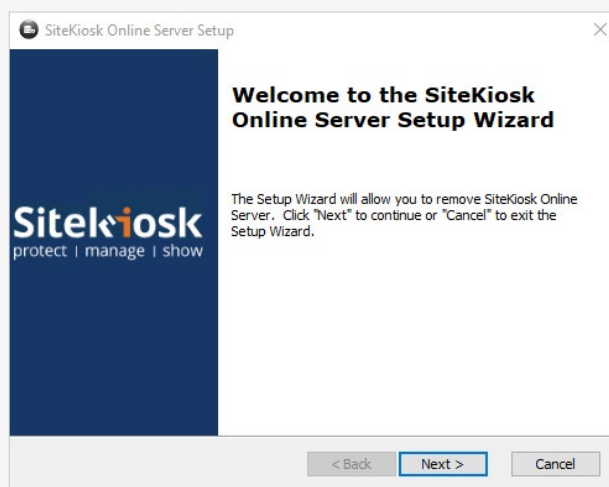 SiteKiosk Online Server Setup
Welcome to the SiteKiosk
Online Server Setup Wizard
The Setup Wizard will allow you to remove SiteKiosk Online
Server. Click "Next" to continue or "Cancel" to exit the
Setup Wizard.
Sitekiosk
protect | manage | show
< Back
Next >
Cancel